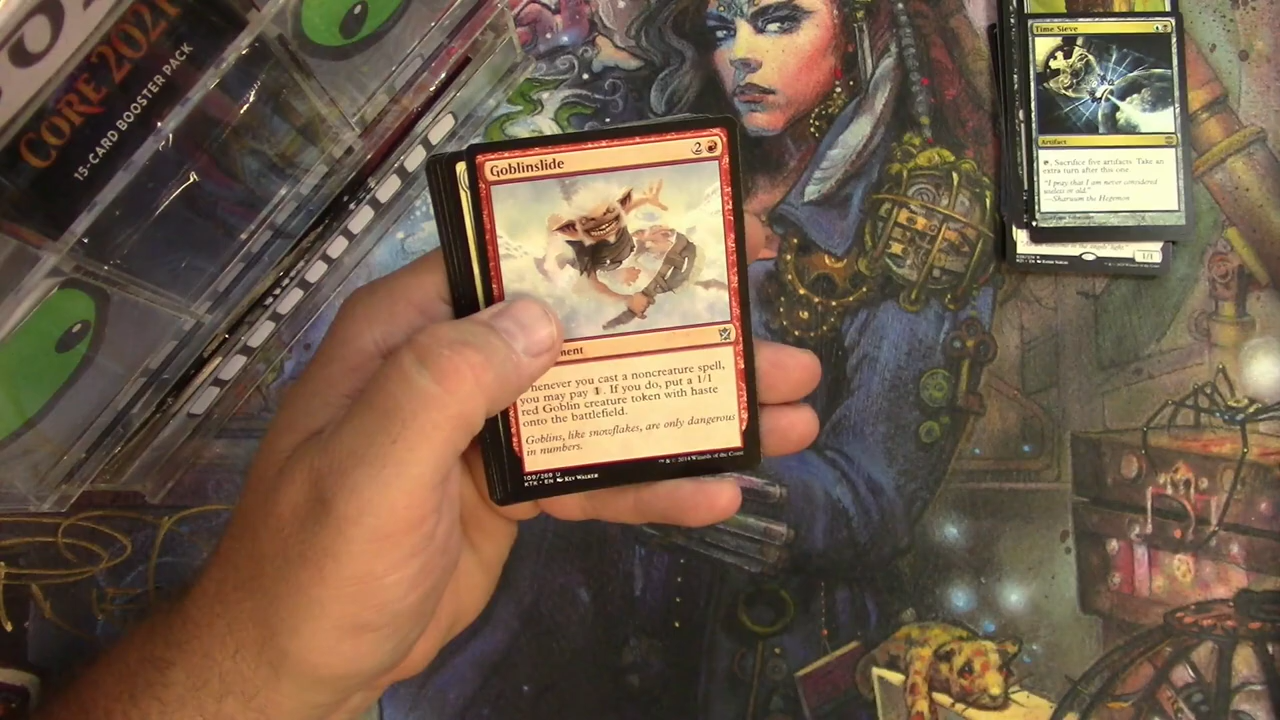 CORE 2021
15-CARD BOOSTER PACK
Goblinslide
2
ment
henever you cast a noncreature spell,
you may pay 1. If you do, put a 1/1
red Goblin creature token with haste
onto the battlefield.
Goblins, like snowflakes, are only dangerous
in numbers.
109/269 U
KTK • EN Kev Walker
™ & © 2014 Wizards of the Coast
Time Sieve
Artifact
, Sacrifice five artifacts: Take an
extra turn after this one.
"I pray that I am never considered
useless or old."
—Sharuum the Hegemon
1/1